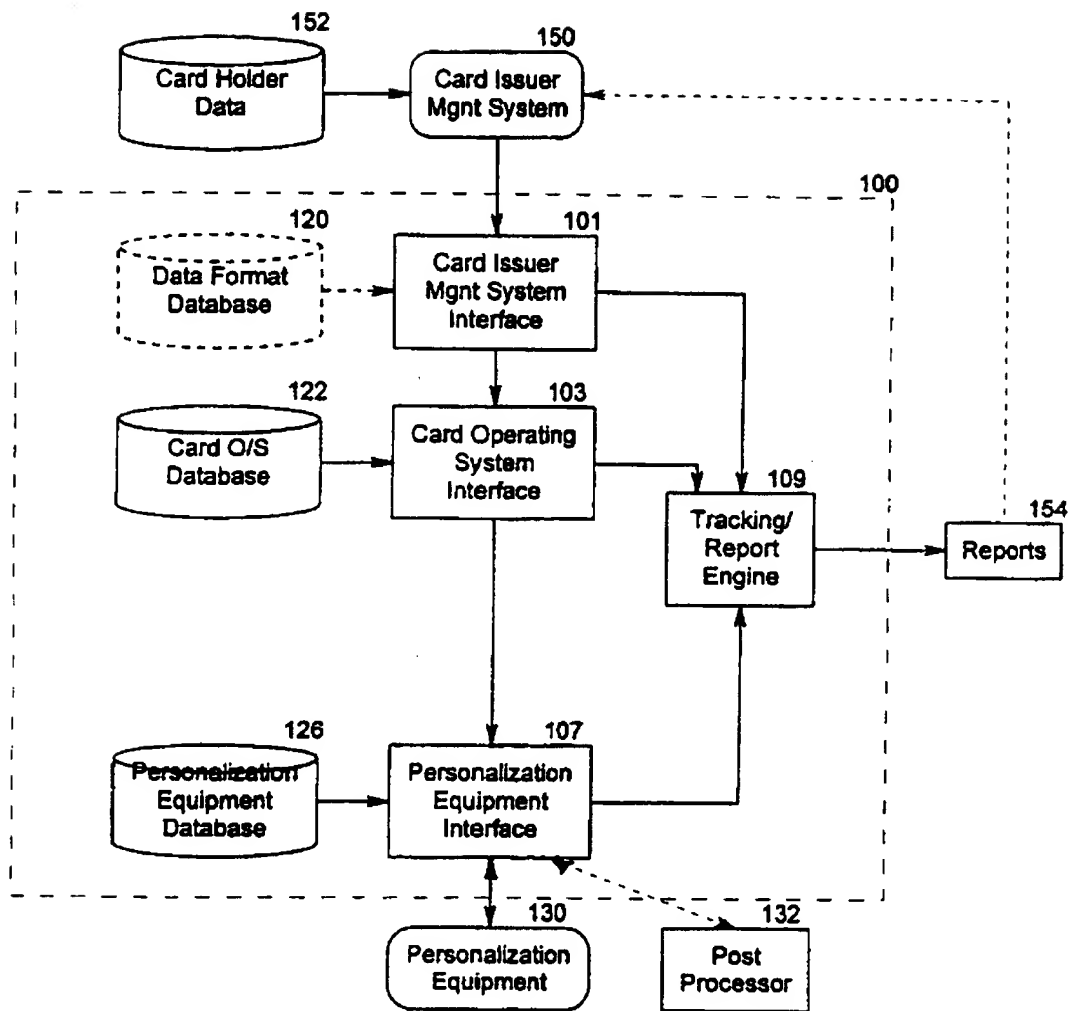 152
Card Holder
Data
150
Card Issuer
Mgnt System
100
120
Data Format
Database
101
Card Issuer
Mgnt System
Interface
122
Card O/S
Database
103
Card Operating
System
Interface
109
Tracking/
Report
Engine
154
Reports
126
Personalization
Equipment
Database
107
Personalization
Equipment
Interface
130
Personalization
Equipment
132
Post
Processor